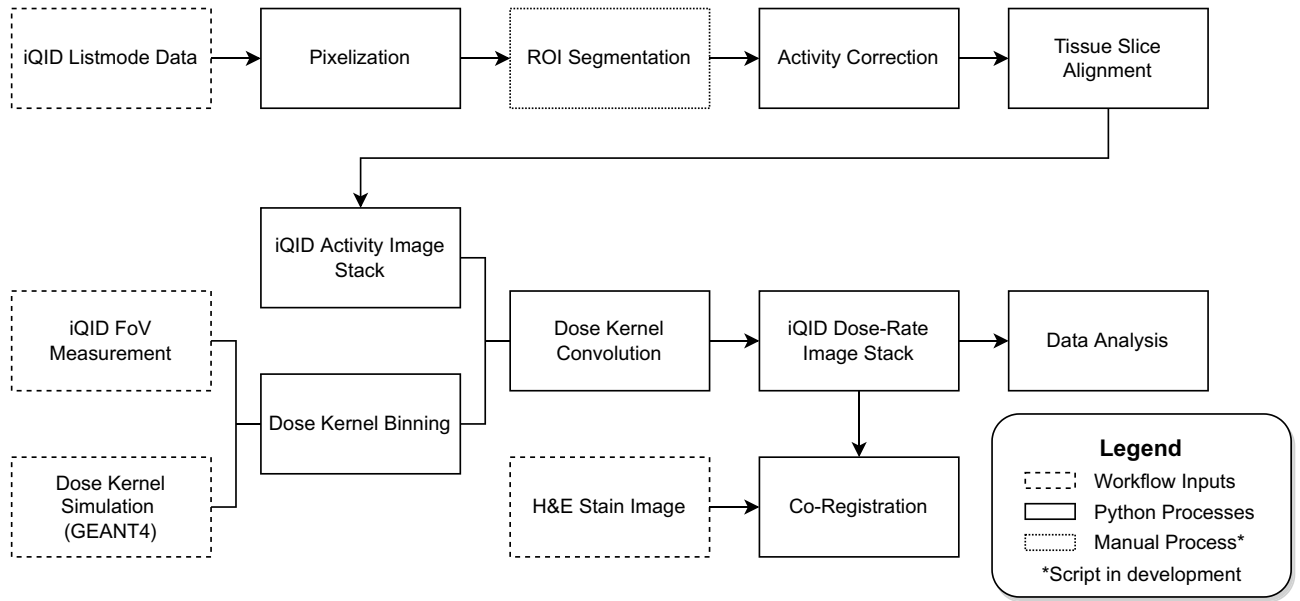 iQID Listmode Data
Pixelization
ROI Segmentation
Activity Correction
Tissue Slice
Alignment
iQID Activity Image
Stack
iQID FoV
Measurement
Dose Kernel
Convolution
iQID Dose-Rate
Image Stack
Data Analysis
Dose Kernel Binning
Dose Kernel
Simulation
(GEANT4)
H&E Stain Image
Co-Registration
Legend
Workflow Inputs
Python Processes
Manual Process*
*Script in development